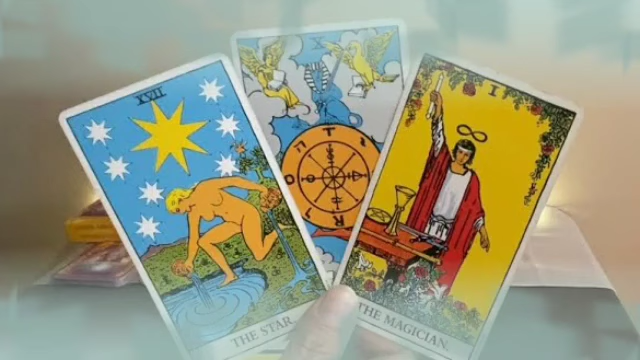 XVII
THE STAR.
X
T
O
R
I
THE MAGICIAN.